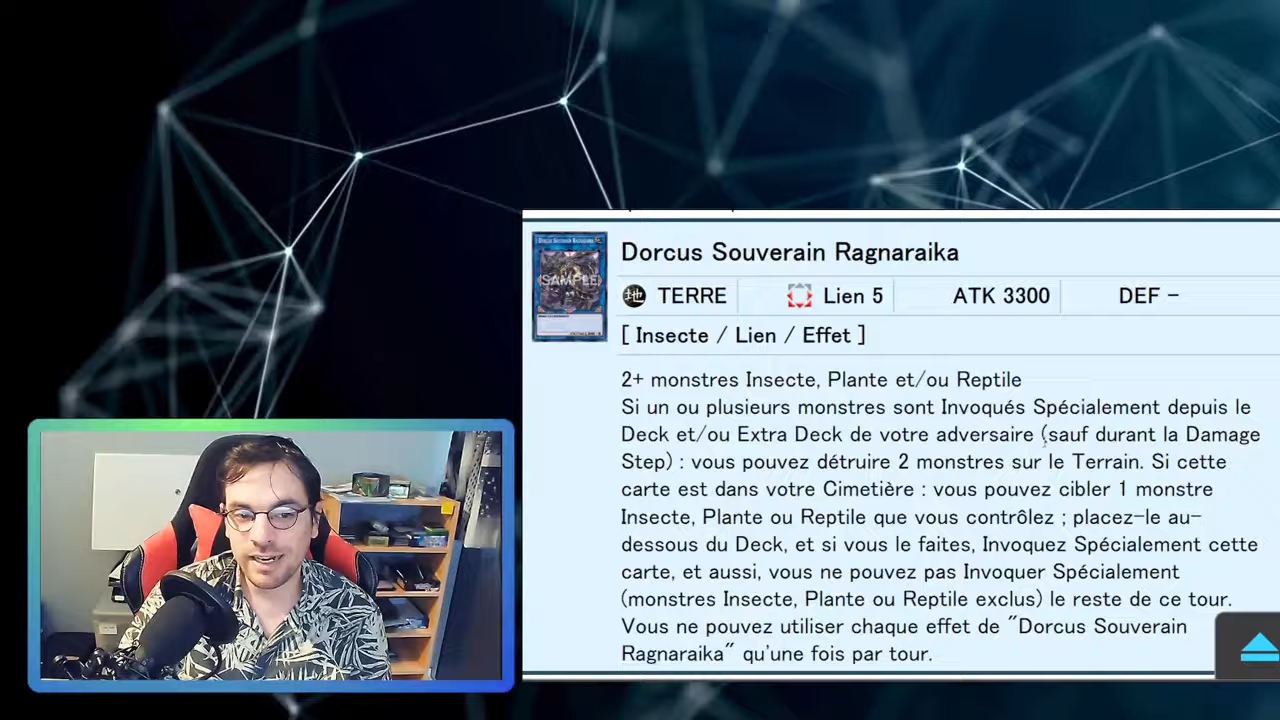 Dorcus Souverain Ragnaraika
地 TERRE Lien 5 ATK 3300 DEF -
[ Insecte / Lien / Effet ]
SAMPLE
2+ monstres Insecte, Plante et/ou Reptile
Si un ou plusieurs monstres sont Invoqués Spécialement depuis le
Deck et/ou Extra Deck de votre adversaire (sauf durant la Damage
Step) : vous pouvez détruire 2 monstres sur le Terrain. Si cette
carte est dans votre Cimetière : vous pouvez cibler 1 monstre
Insecte, Plante ou Reptile que vous contrôlez ; placez-le au-
dessous du Deck, et si vous le faites, Invoquez Spécialement cette
carte, et aussi, vous ne pouvez pas Invoquer Spécialement
(monstres Insecte, Plante ou Reptile exclus) le reste de ce tour.
Vous ne pouvez utiliser chaque effet de "Dorcus Souverain
Ragnaraika" qu'une fois par tour.